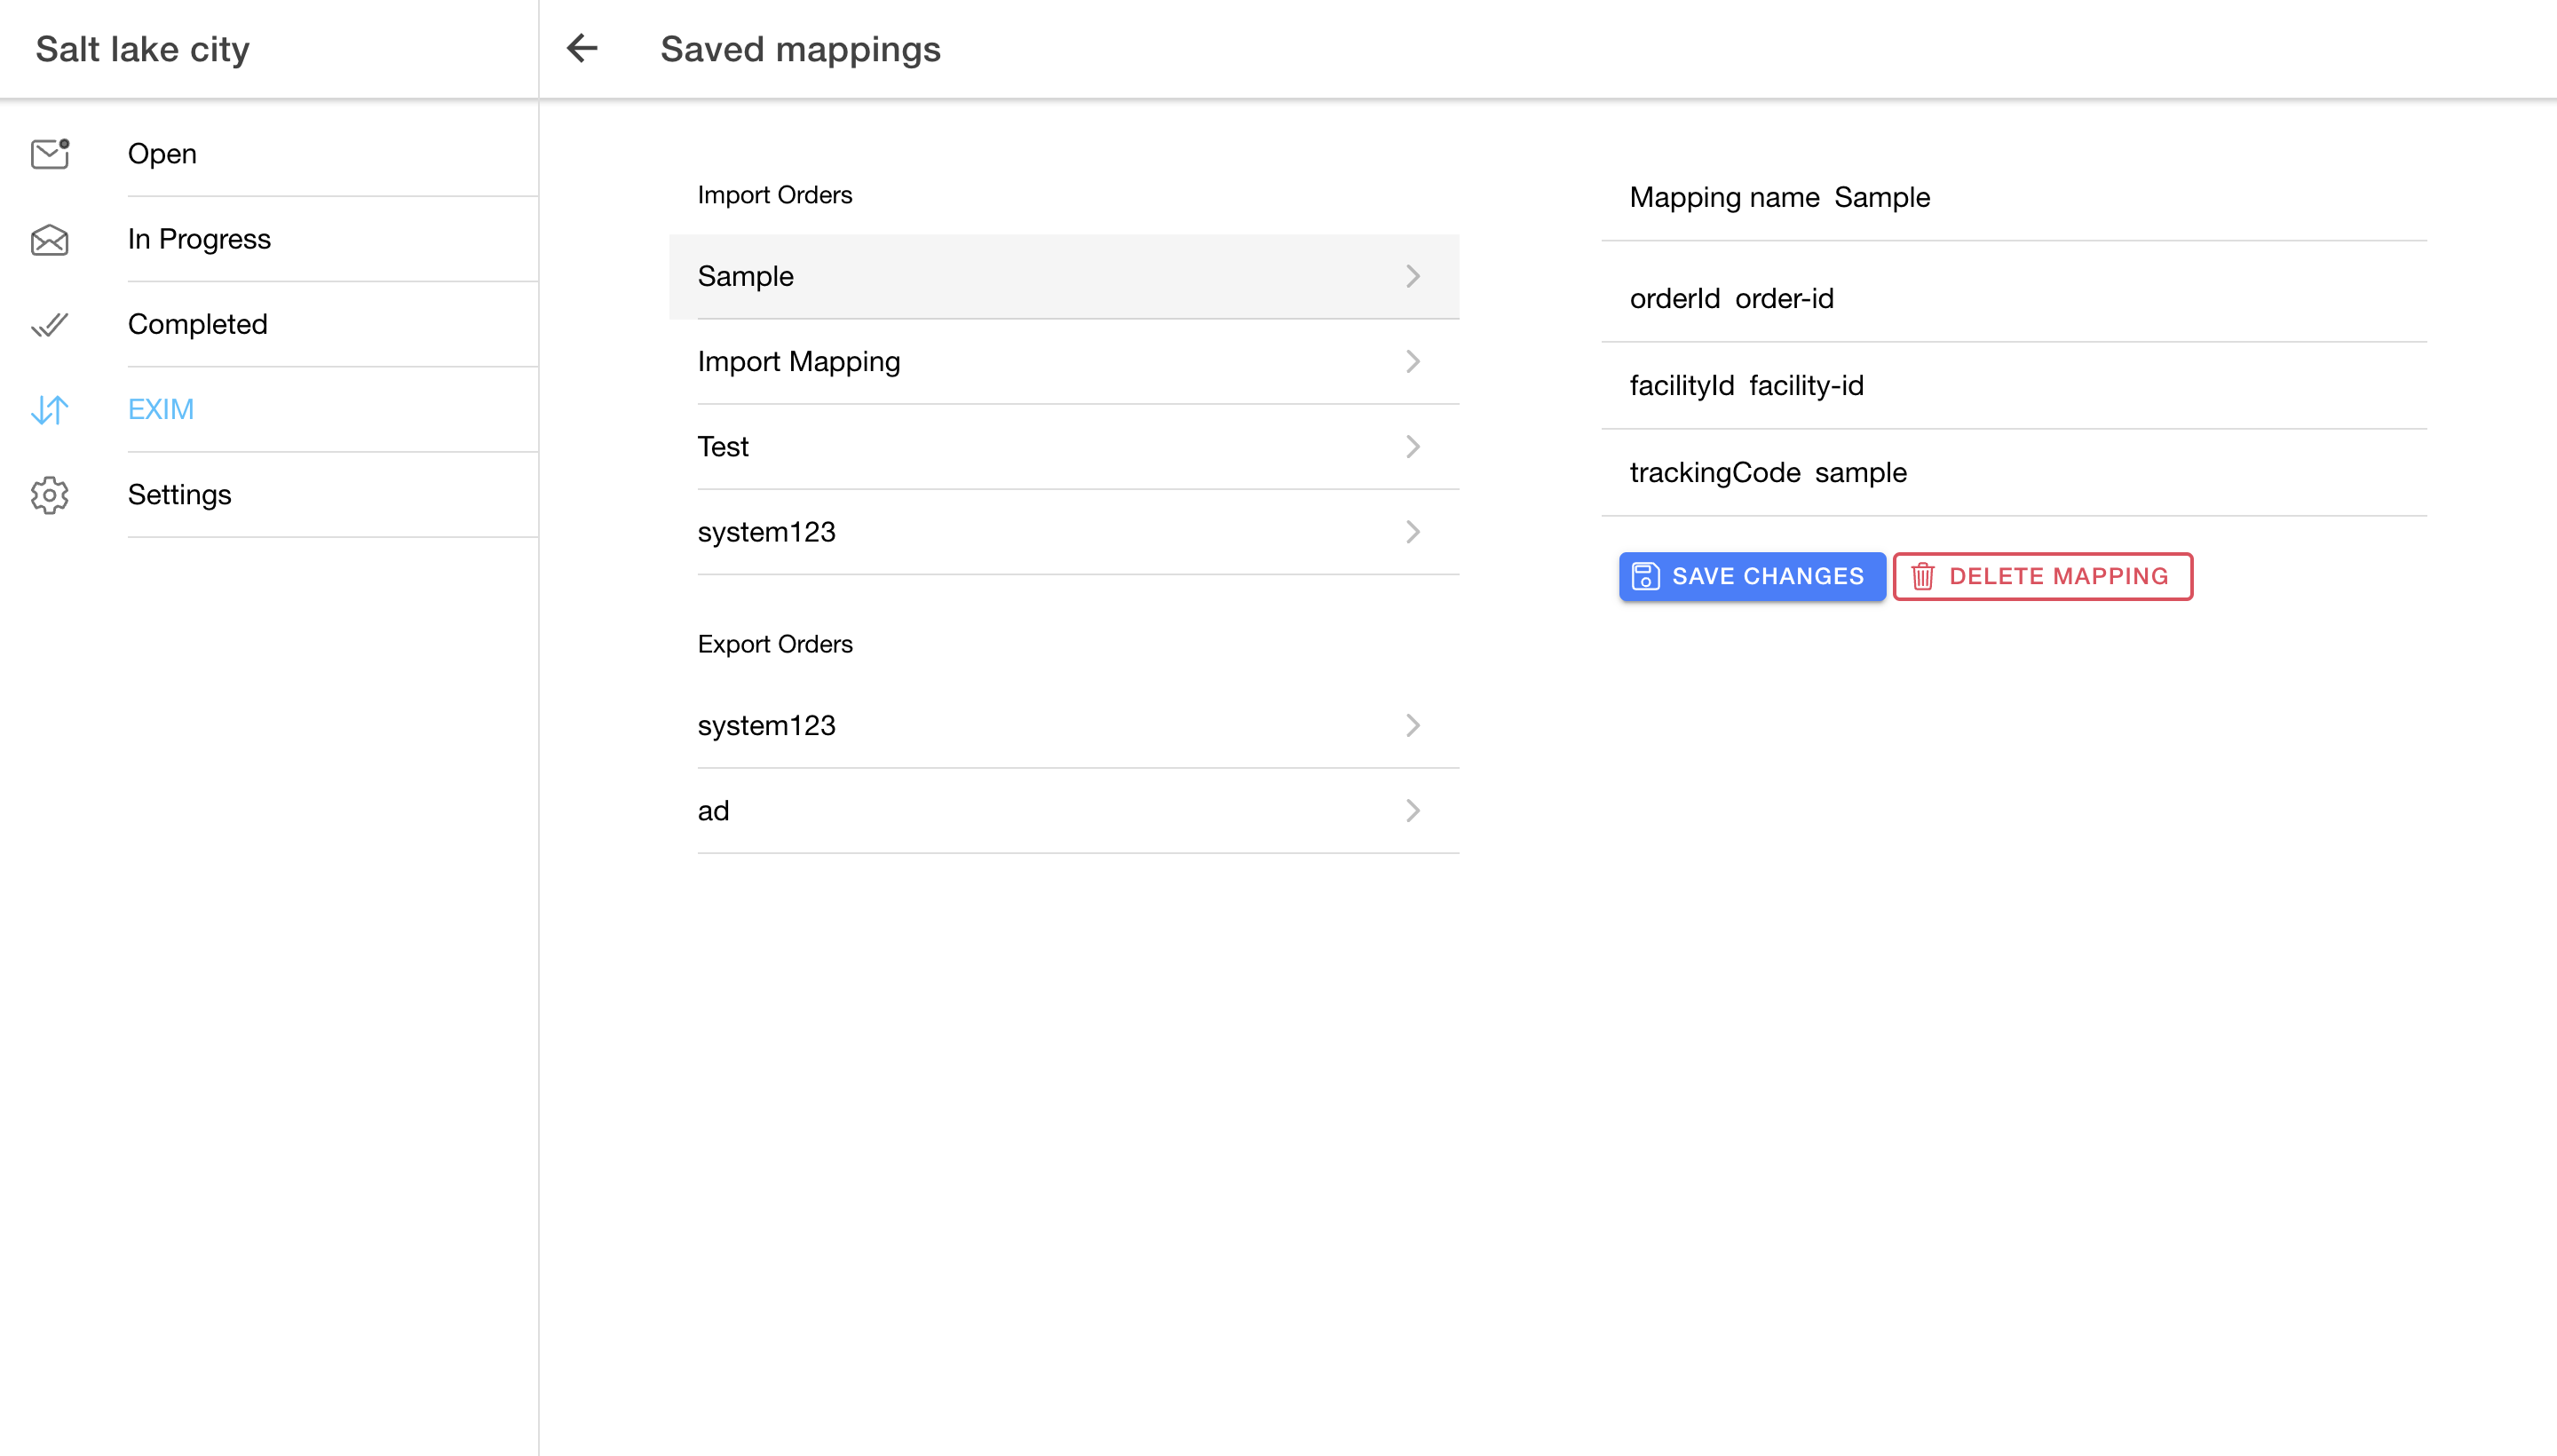 Salt lake city
Open
In Progress
Completed
EXIM
Settings
Saved mappings
Import Orders
Sample
Import Mapping
Test
system123
Export Orders
system123
ad
Mapping name Sample
orderId order-id
facilityId facility-id
trackingCode sample
SAVE CHANGES DELETE MAPPING